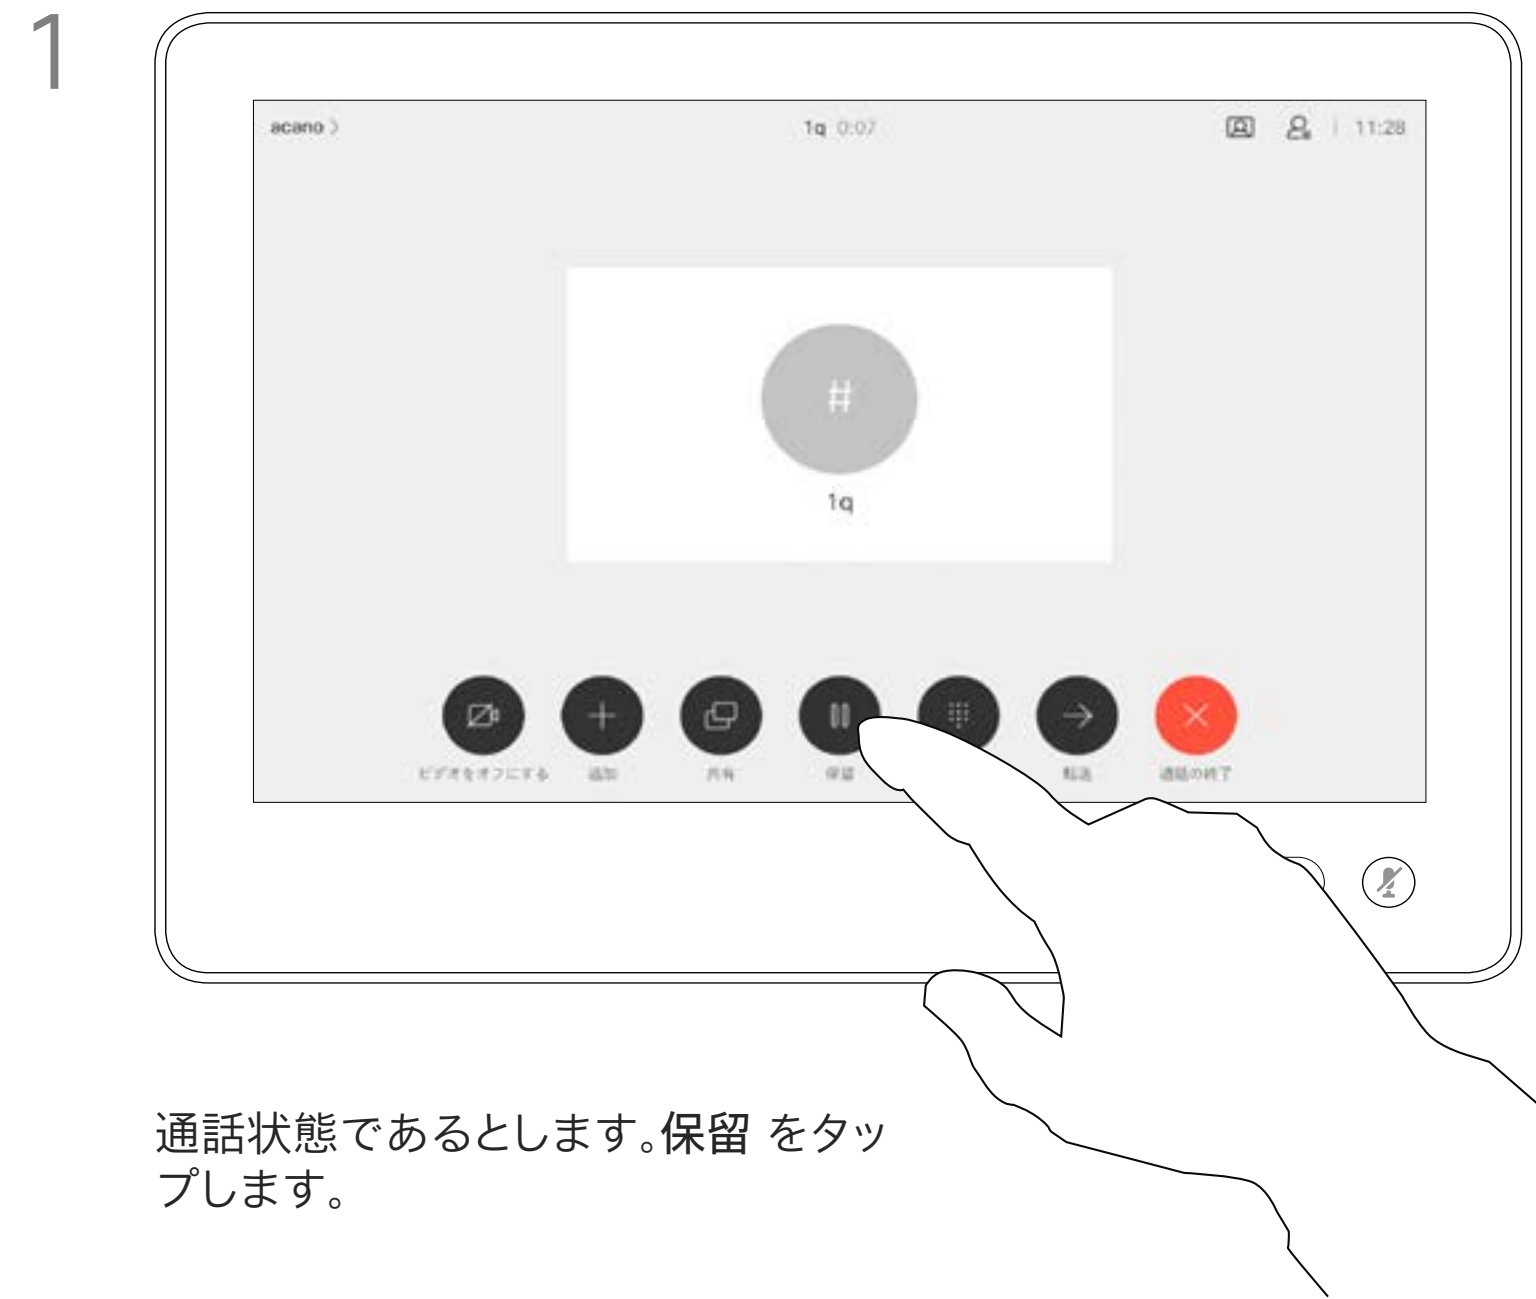 1
acano
1q 0:07
11:28
#
1q
ビデオをオフにする
追加
共有
保留
転送
通話の終了
通話状態であるとします。保留 をタッ
プします。